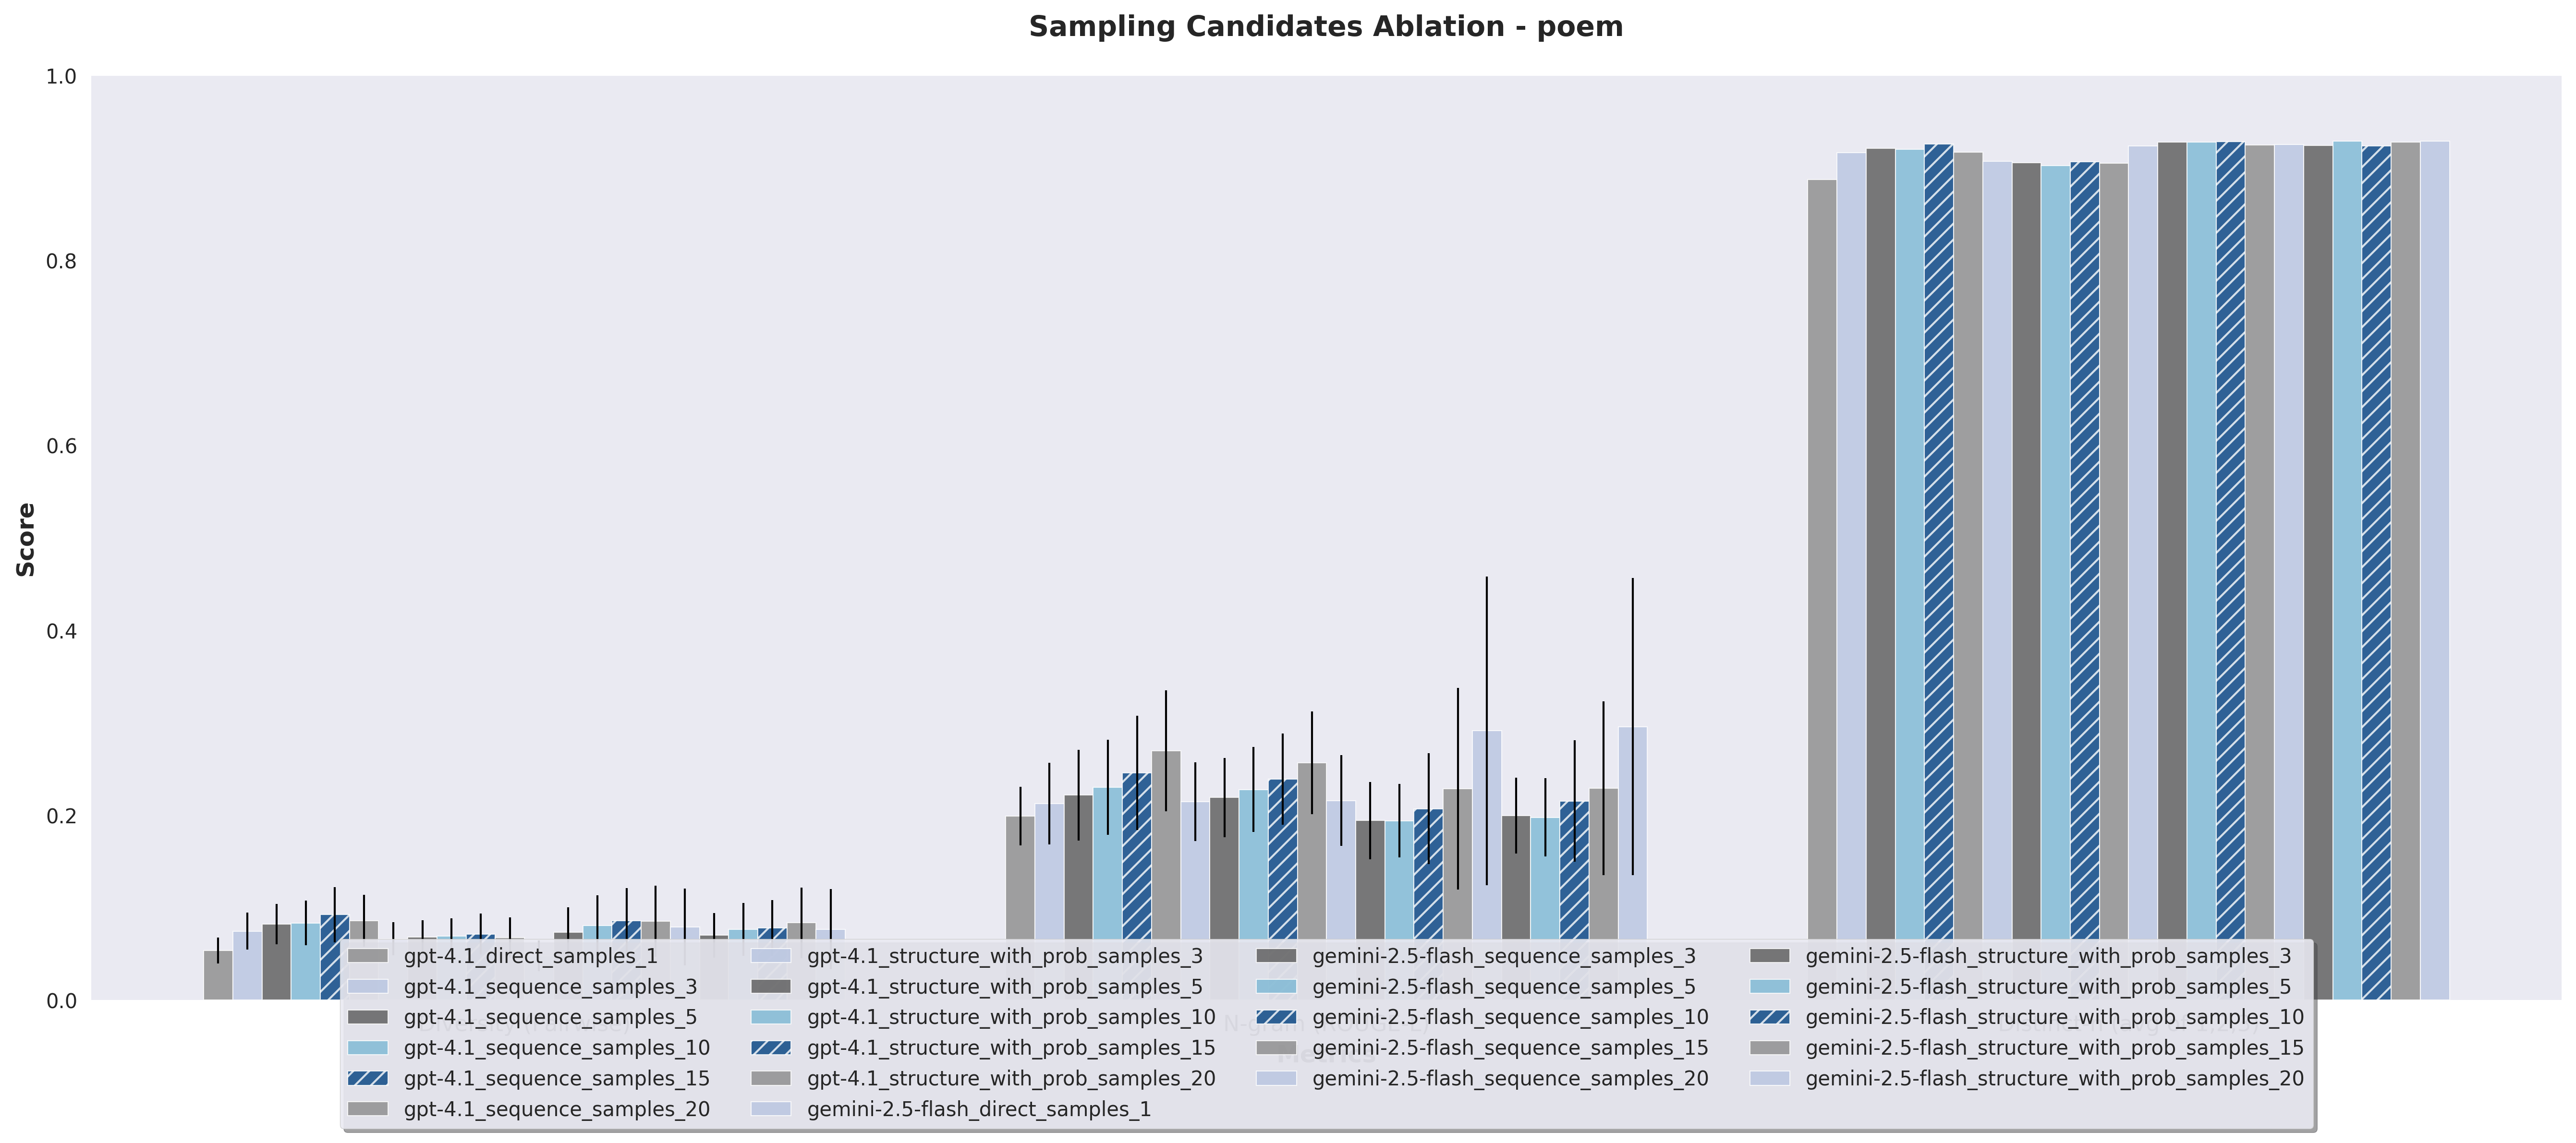 Sampling Candidates Ablation - poem
Score
1.0
0.8
0.6
0.4
0.2
0.0
gpt-4.1_direct_samples_1
gpt-4.1_sequence_samples_3
gpt-4.1_sequence_samples_5
gpt-4.1_sequence_samples_10
gpt-4.1_sequence_samples_15
gpt-4.1_sequence_samples_20
gpt-4.1_structure_with_prob_samples_3
gpt-4.1_structure_with_prob_samples_5
gpt-4.1_structure_with_prob_samples_10
gpt-4.1_structure_with_prob_samples_15
gpt-4.1_structure_with_prob_samples_20
gemini-2.5-flash_direct_samples_1
gemini-2.5-flash_sequence_samples_3
gemini-2.5-flash_sequence_samples_5
gemini-2.5-flash_sequence_samples_10
gemini-2.5-flash_sequence_samples_15
gemini-2.5-flash_sequence_samples_20
gemini-2.5-flash_structure_with_prob_samples_3
gemini-2.5-flash_structure_with_prob_samples_5
gemini-2.5-flash_structure_with_prob_samples_10
gemini-2.5-flash_structure_with_prob_samples_15
gemini-2.5-flash_structure_with_prob_samples_20
Diversity
N-gram
Metrics